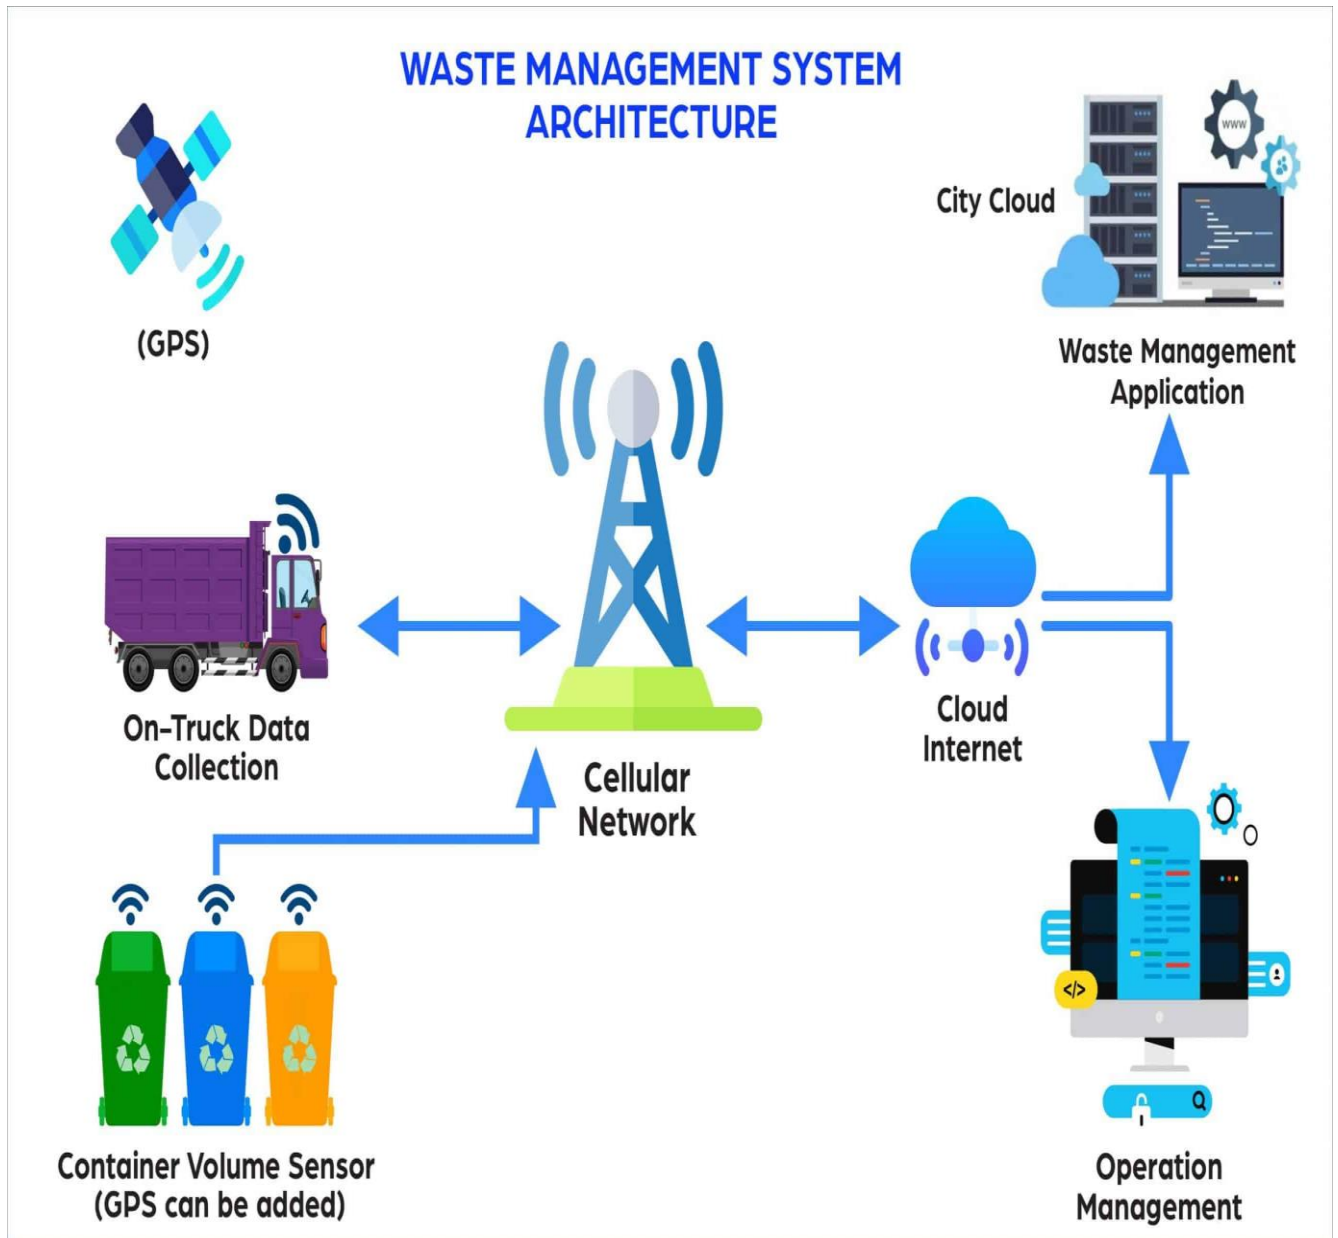 WASTE MANAGEMENT SYSTEM
ARCHITECTURE
(GPS)
City Cloud
www
Waste Management
Application
On-Truck Data
Collection
Cellular
Network
Cloud
Internet
</>
Container Volume Sensor
(GPS can be added)
Operation
Management